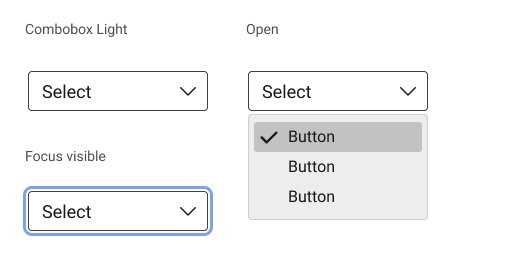 Combobox Light
Open
Select
Select
Button
Button
Button
Focus visible
Select